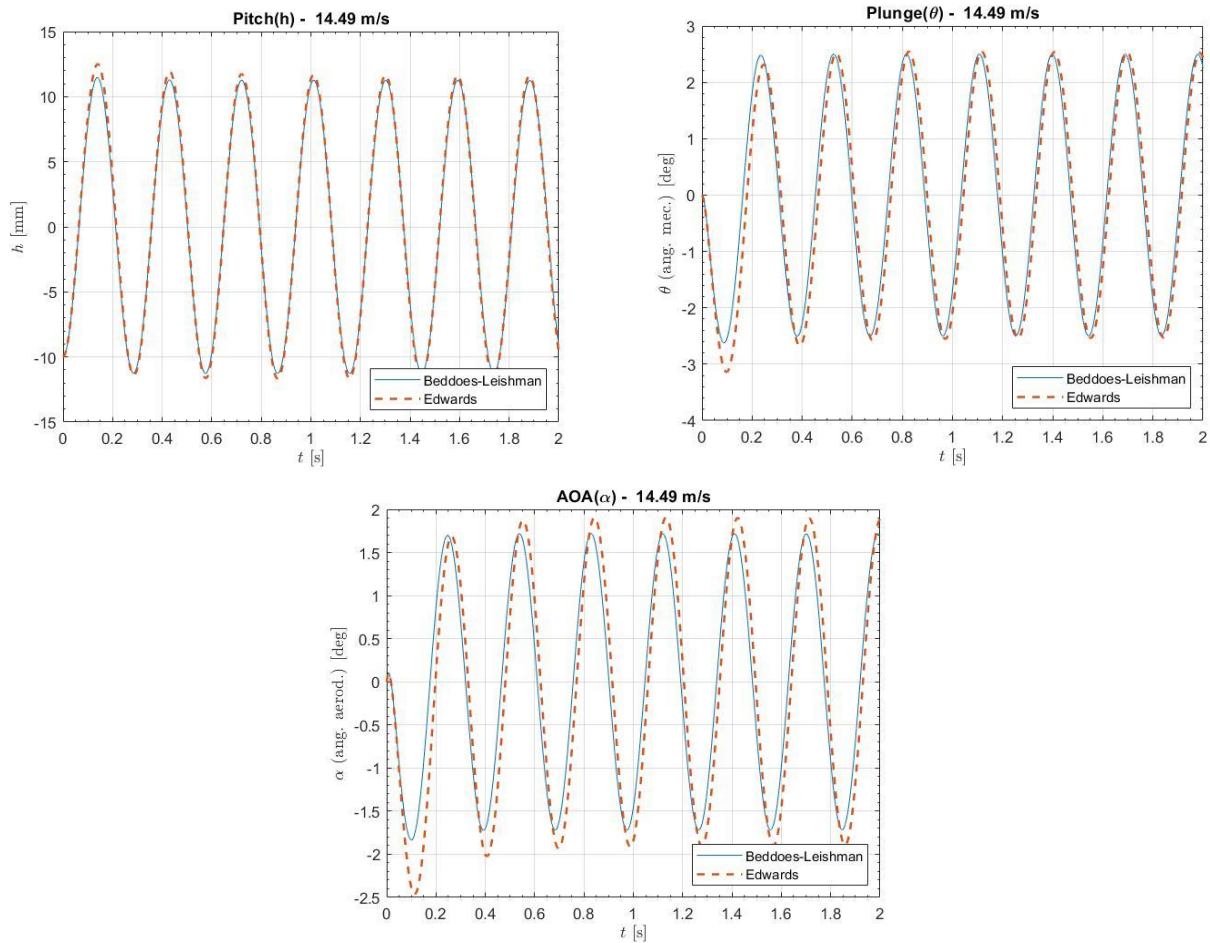 Pitch(h) - 14.49 m/s
15
10
5
0
-5
-10
-15
h [mm]
0 0.2 0.4 0.6 0.8 1 1.2 1.4 1.6 1.8 2
t [s]
Beddoes-Leishman
Edwards
Plunge(θ) - 14.49 m/s
3
2
1
0
-1
-2
-3
-4
θ (ang. mec.) [deg]
0 0.2 0.4 0.6 0.8 1 1.2 1.4 1.6 1.8 2
t [s]
Beddoes-Leishman
Edwards
AOA(α) - 14.49 m/s
2
1.5
1
0.5
0
-0.5
-1
-1.5
-2
-2.5
α (ang. aerod.) [deg]
0 0.2 0.4 0.6 0.8 1 1.2 1.4 1.6 1.8 2
t [s]
Beddoes-Leishman
Edwards